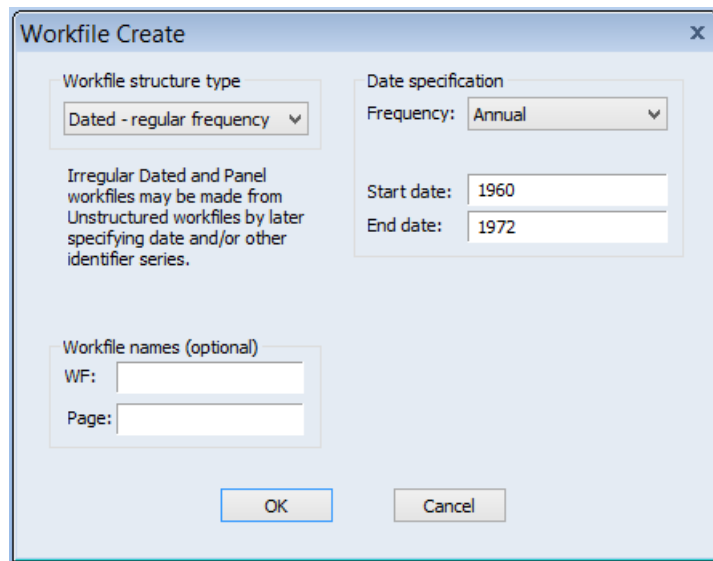 Workfile Create
x
Workfile structure type
Dated - regular frequency
Irregular Dated and Panel
workfiles may be made from
Unstructured workfiles by later
specifying date and/or other
identifier series.
Date specification
Frequency: Annual
Start date: 1960
End date: 1972
Workfile names (optional)
WF:
Page:
OK
Cancel